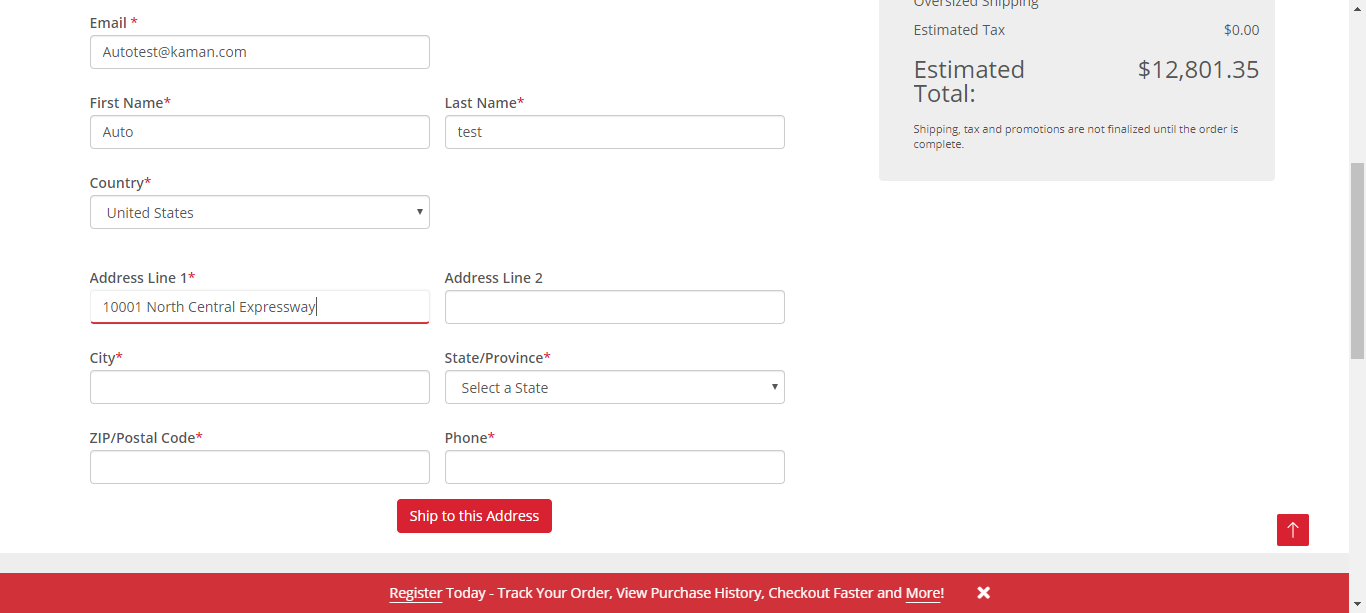 Email *
Autotest@kaman.com
First Name*
Last Name*
Auto
test
Country*
United States
Address Line 1*
Address Line 2
10001 North Central Expressway
City*
State/Province*
Select a State
ZIP/Postal Code*
Phone*
Ship to this Address
Oversized Shipping
Estimated Tax $0.00
Estimated $12,801.35
Total:
Shipping, tax and promotions are not finalized until the order is
complete.
Register Today - Track Your Order, View Purchase History, Checkout Faster and More!